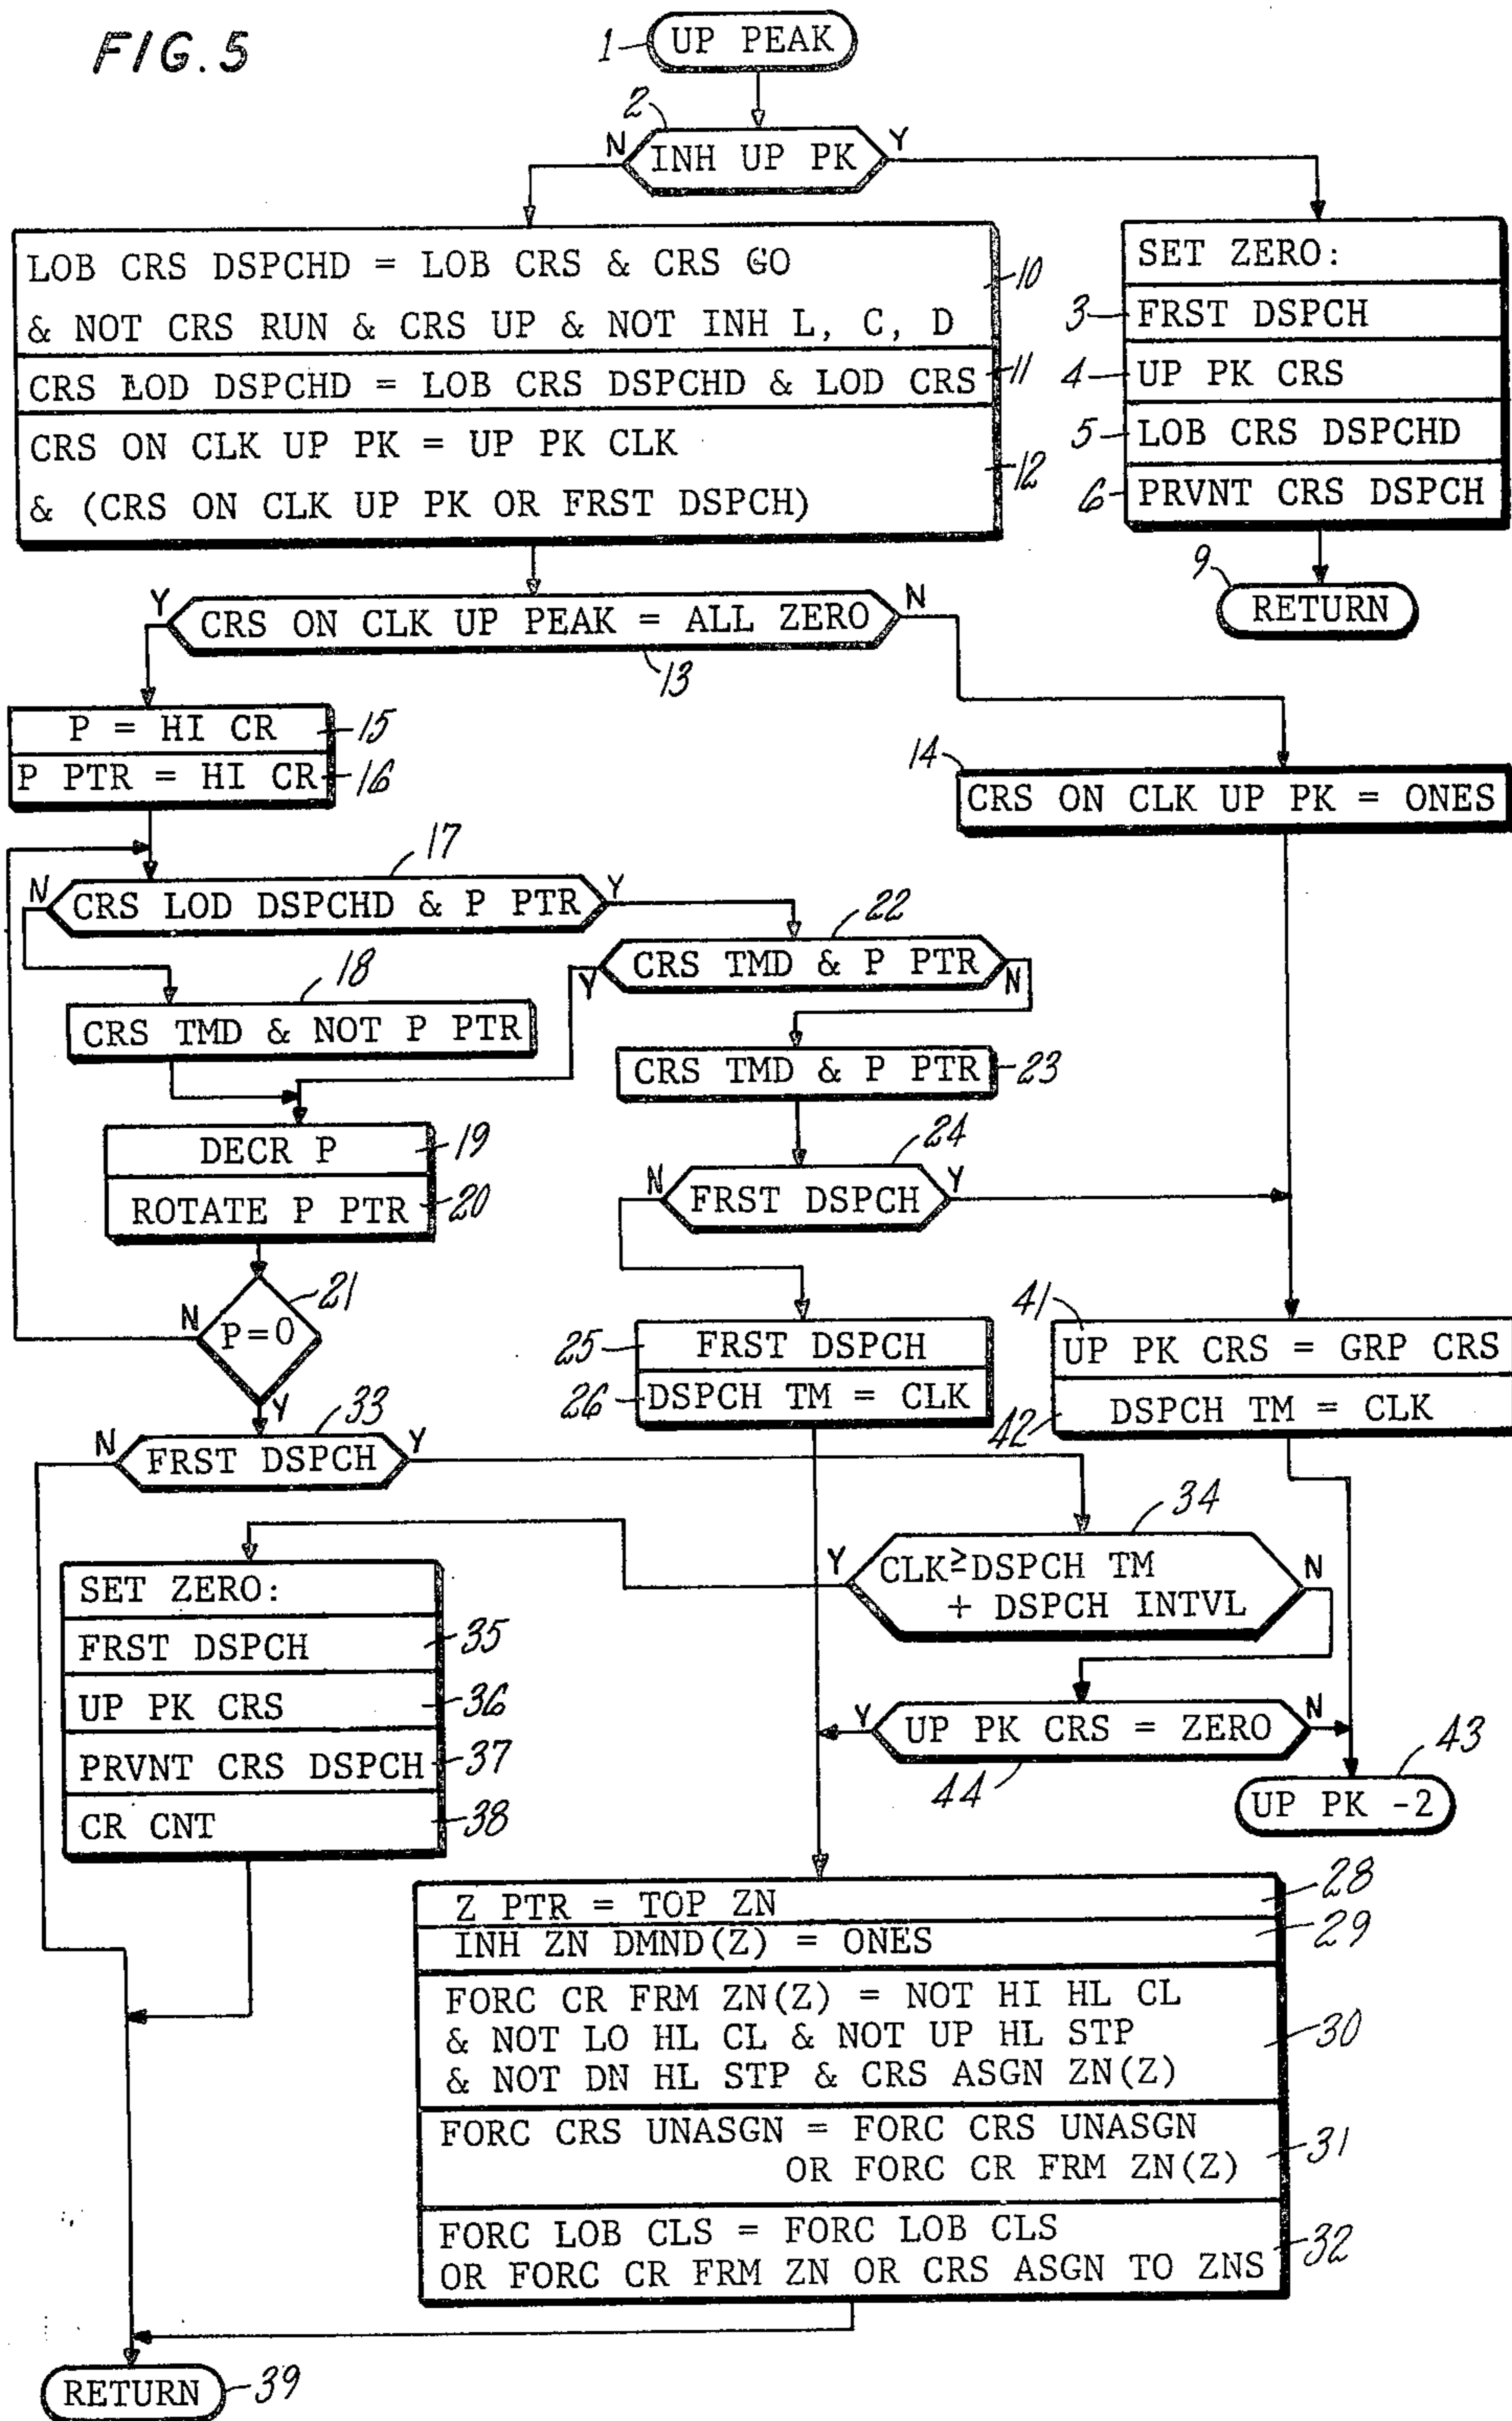 FIG. 5
1
UP PEAK
2
N
INH UP PK
Y
LOB CRS DSPCHD = LOB CRS & CRS GO
& NOT CRS RUN & CRS UP & NOT INH L, C, D
10
CRS LOD DSPCHD = LOB CRS DSPCHD & LOD CRS
11
CRS ON CLK UP PK = UP PK CLK
& (CRS ON CLK UP PK OR FRST DSPCH)
12
SET ZERO:
3
FRST DSPCH
4
UP PK CRS
5
LOB CRS DSPCHD
6
PRVNT CRS DSPCH
9
RETURN
Y
CRS ON CLK UP PEAK = ALL ZERO
N
13
P = HI CR
15
P PTR = HI CR
16
14
CRS ON CLK UP PK = ONES
17
N
CRS LOD DSPCHD & P PTR
Y
22
CRS TMD & P PTR
Y
N
18
CRS TMD & NOT P PTR
CRS TMD & P PTR
23
DECR P
19
ROTATE P PTR
20
24
N
FRST DSPCH
Y
21
N
P=0
Y
25
FRST DSPCH
26
DSPCH TM = CLK
41
UP PK CRS = GRP CRS
42
DSPCH TM = CLK
33
N
FRST DSPCH
Y
34
Y
CLK≥DSPCH TM
+ DSPCH INTVL
N
SET ZERO:
FRST DSPCH
35
UP PK CRS
36
PRVNT CRS DSPCH
37
CR CNT
38
Y
UP PK CRS = ZERO
N
44
43
UP PK -2
Z PTR = TOP ZN
28
INH ZN DMND(Z) = ONES
29
FORC CR FRM ZN(Z) = NOT HI HL CL
& NOT LO HL CL & NOT UP HL STP
& NOT DN HL STP & CRS ASGN ZN(Z)
30
FORC CRS UNASGN = FORC CRS UNASGN
OR FORC CR FRM ZN(Z)
31
FORC LOB CLS = FORC LOB CLS
OR FORC CR FRM ZN OR CRS ASGN TO ZNS
32
RETURN
39